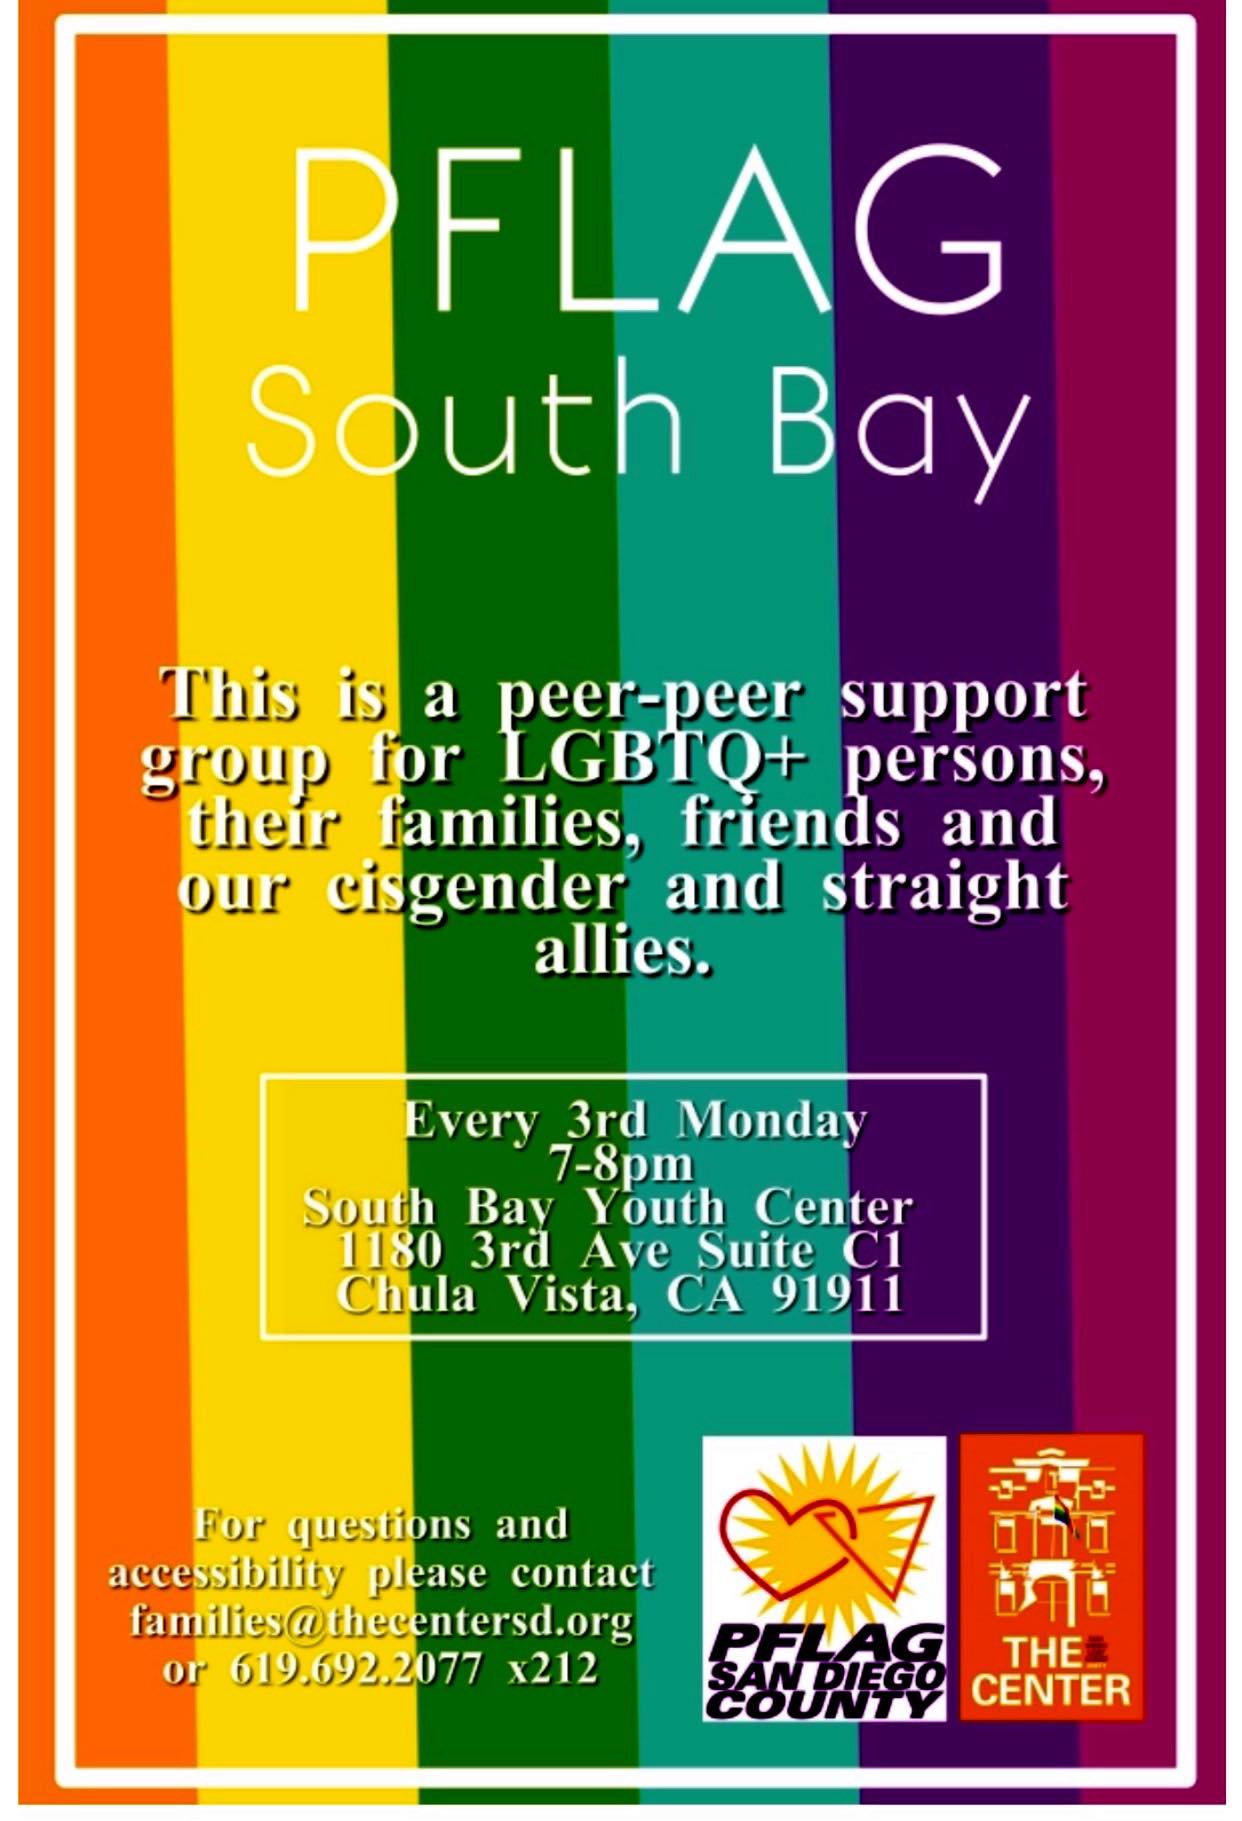 PFLAG
South Bay
This is a peer-peer support
group for LGBTQ+ persons,
their families, friends and
our cisgender and straight
allies.
Every 3rd Monday
7-8pm
South Bay Youth Center
1180 3rd Ave Suite C1
Chula Vista, CA 91911
For questions and
accessibility please contact
families@thecentersd.org
or 619.692.2077 x212
PFLAG
SAN DIEGO
COUNTY
THE
CENTER